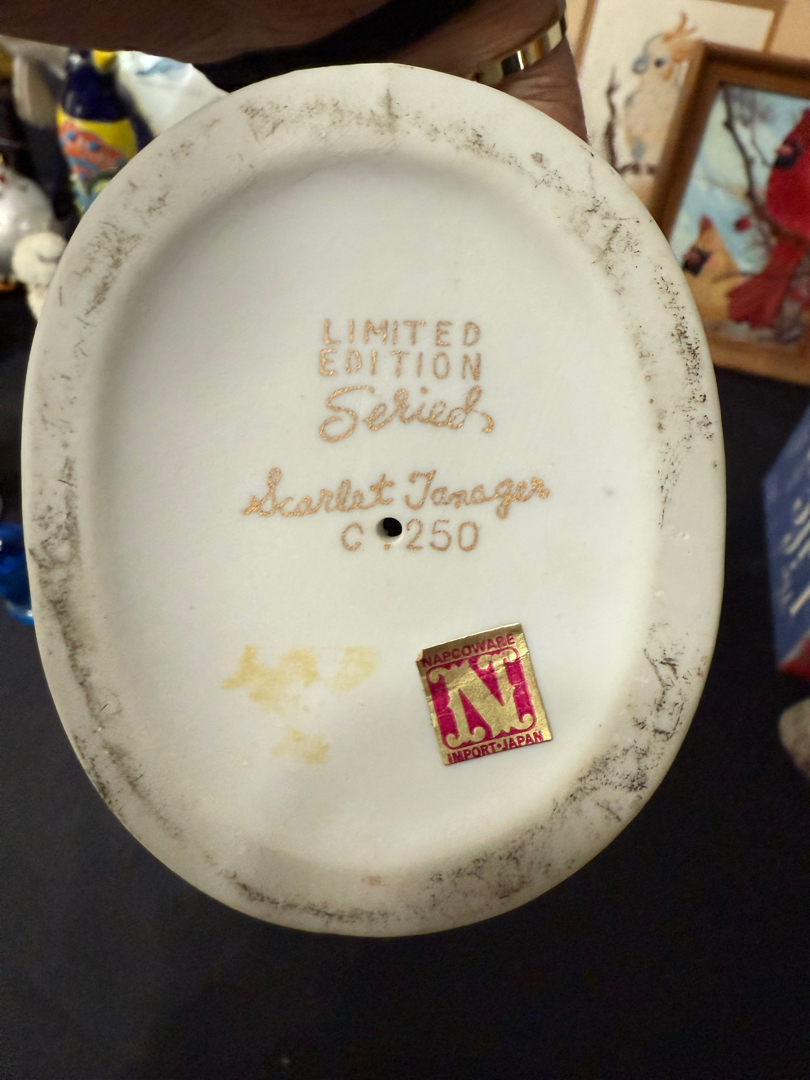 LIMITED
EDITION
Series
Scarlet Tanager
C 250
NAPCOWARE
N
IMPORT-JAPAN